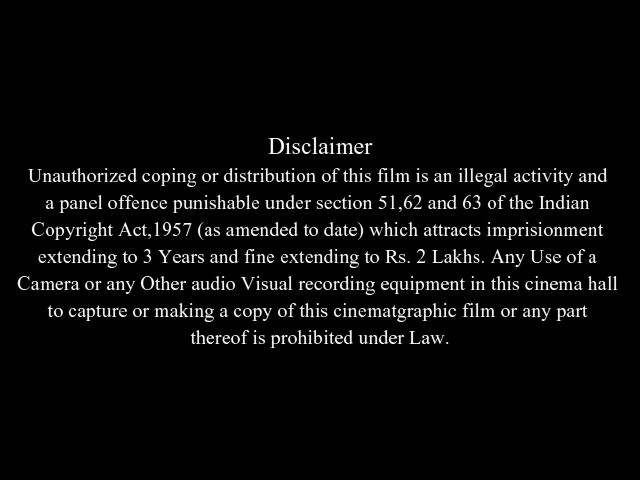 Disclaimer
Unauthorized coping or distribution of this film is an illegal activity and
a panel offence punishable under section 51,62 and 63 of the Indian
Copyright Act,1957 (as amended to date) which attracts imprisionment
extending to 3 Years and fine extending to Rs. 2 Lakhs. Any Use of a
Camera or any Other audio Visual recording equipment in this cinema hall
to capture or making a copy of this cinematgraphic film or any part
thereof is prohibited under Law.